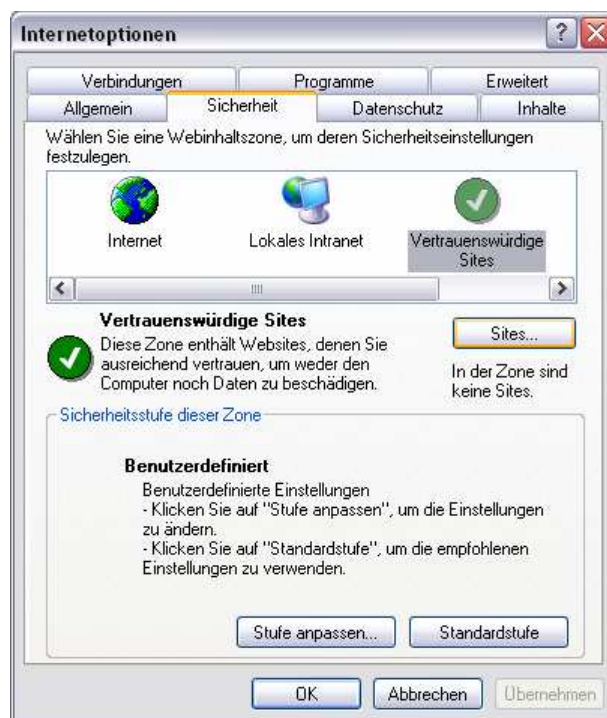 Internetoptionen
Verbindungen Programme Erweitert
Allgemein Sicherheit Datenschutz Inhalte
Wählen Sie eine Webinhaltszone, um deren Sicherheitseinstellungen
festzulegen.
Internet Lokales Intranet Vertrauenswürdige
Sites
Vertrauenswürdige Sites
Diese Zone enthält Websites, denen Sie
ausreichend vertrauen, um weder den
Computer noch Daten zu beschädigen.
Sites...
In der Zone sind
keine Sites.
Sicherheitsstufe dieser Zone
Benutzerdefiniert
Benutzerdefinierte Einstellungen
- Klicken Sie auf "Stufe anpassen", um die Einstellungen
zu ändern.
- Klicken Sie auf "Standardstufe", um die empfohlenen
Einstellungen zu verwenden.
Stufe anpassen... Standardstufe
OK Abbrechen Übernehmen